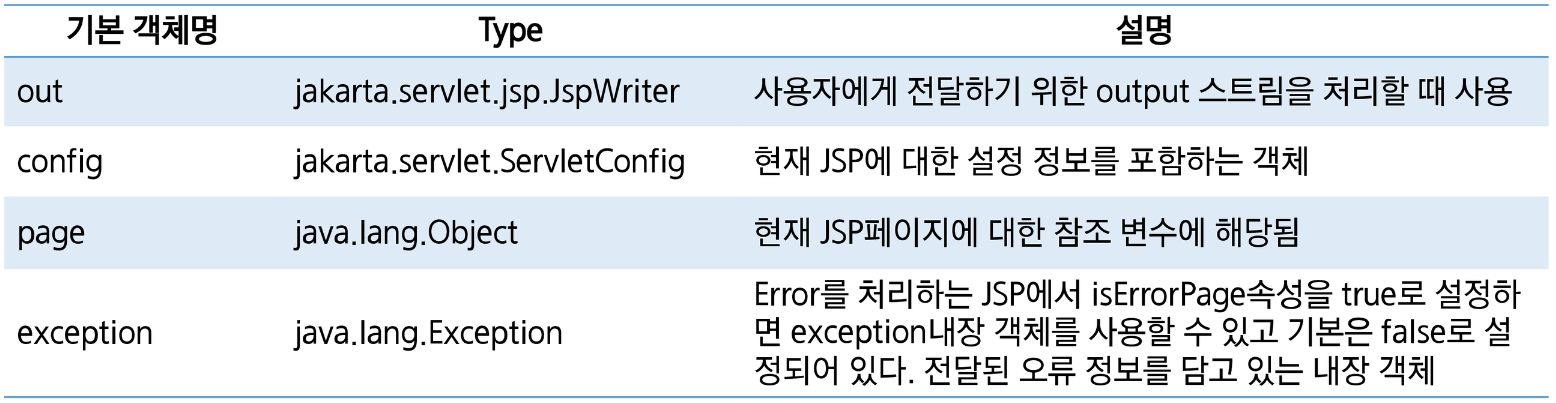 기본 객체명 Type 설명
out jakarta.servlet.jsp.JspWriter 사용자에게 전달하기 위한 output 스트림을 처리할 때 사용
config jakarta.servlet.ServletConfig 현재 JSP에 대한 설정 정보를 포함하는 객체
page java.lang.Object 현재 JSP페이지에 대한 참조 변수에 해당됨
exception java.lang.Exception Error를 처리하는 JSP에서 isErrorPage속성을 true로 설정하
면 exception내장 객체를 사용할 수 있고 기본은 false로 설
정되어 있다. 전달된 오류 정보를 담고 있는 내장 객체